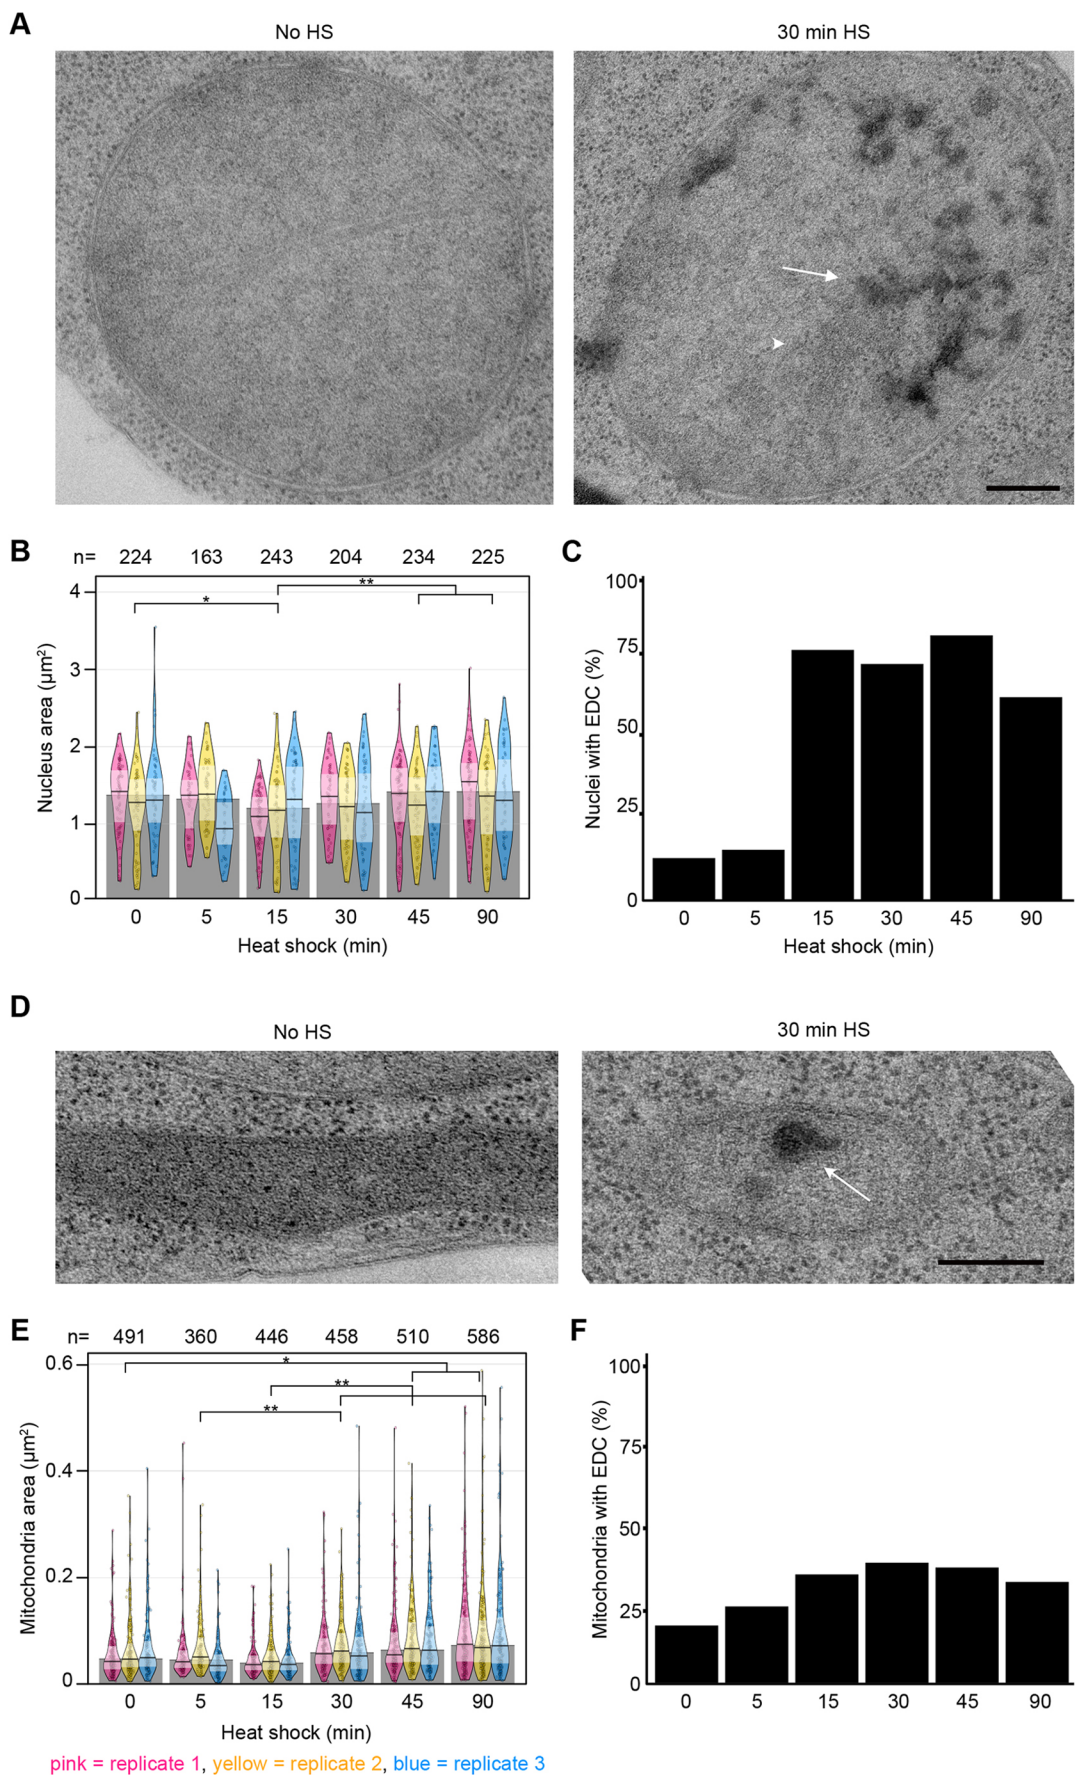 A
No HS
30 min HS
B
n= 224 163 243 204 234 225
**
*
4
3
2
1
0
Nucleus area (µm²)
0 5 15 30 45 90
Heat shock (min)
C
100
75
50
25
0
Nuclei with EDC (%)
0 5 15 30 45 90
Heat shock (min)
D
No HS
30 min HS
E
n= 491 360 446 458 510 586
*
**
**
0.6
0.4
0.2
0
Mitochondria area (µm²)
0 5 15 30 45 90
Heat shock (min)
pink = replicate 1, yellow = replicate 2, blue = replicate 3
F
100
75
50
25
0
Mitochondria with EDC (%)
0 5 15 30 45 90